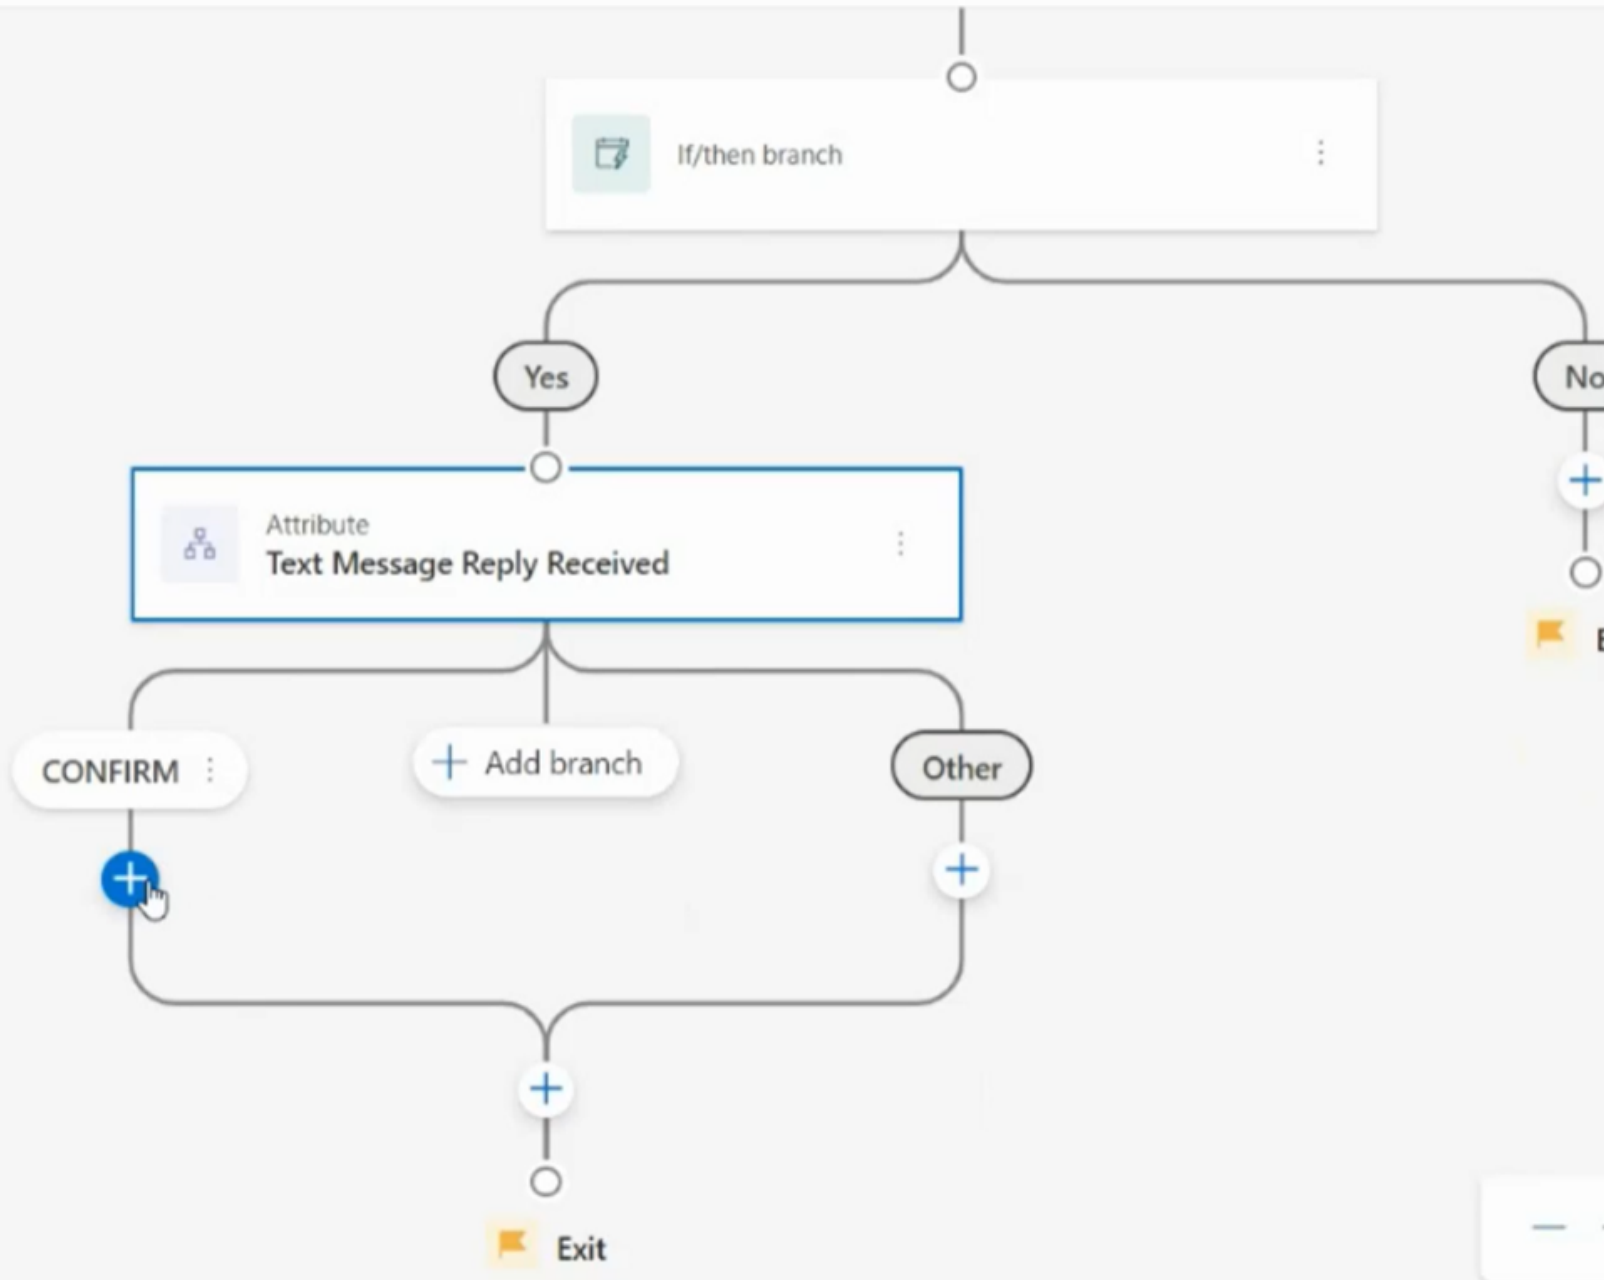 If/then branch
Yes
No
Attribute
Text Message Reply Received
CONFIRM
Add branch
Other
Exit